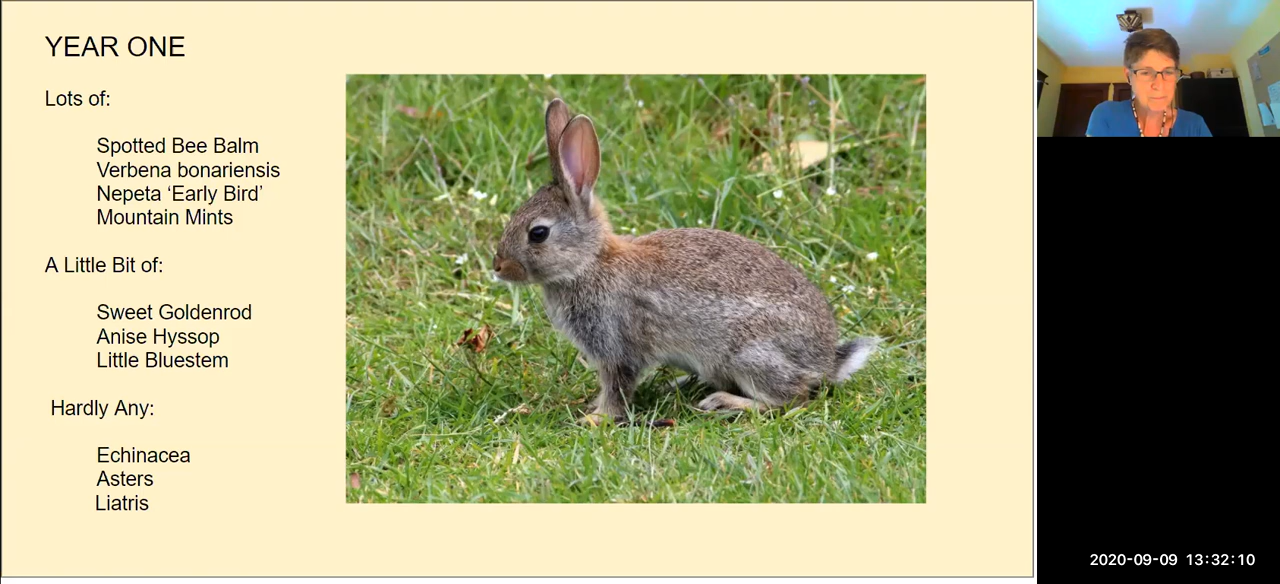 YEAR ONE
Lots of:
Spotted Bee Balm
Verbena bonariensis
Nepeta ‘Early Bird’
Mountain Mints
A Little Bit of:
Sweet Goldenrod
Anise Hyssop
Little Bluestem
Hardly Any:
Echinacea
Asters
Liatris
2020-09-09 13:32:10